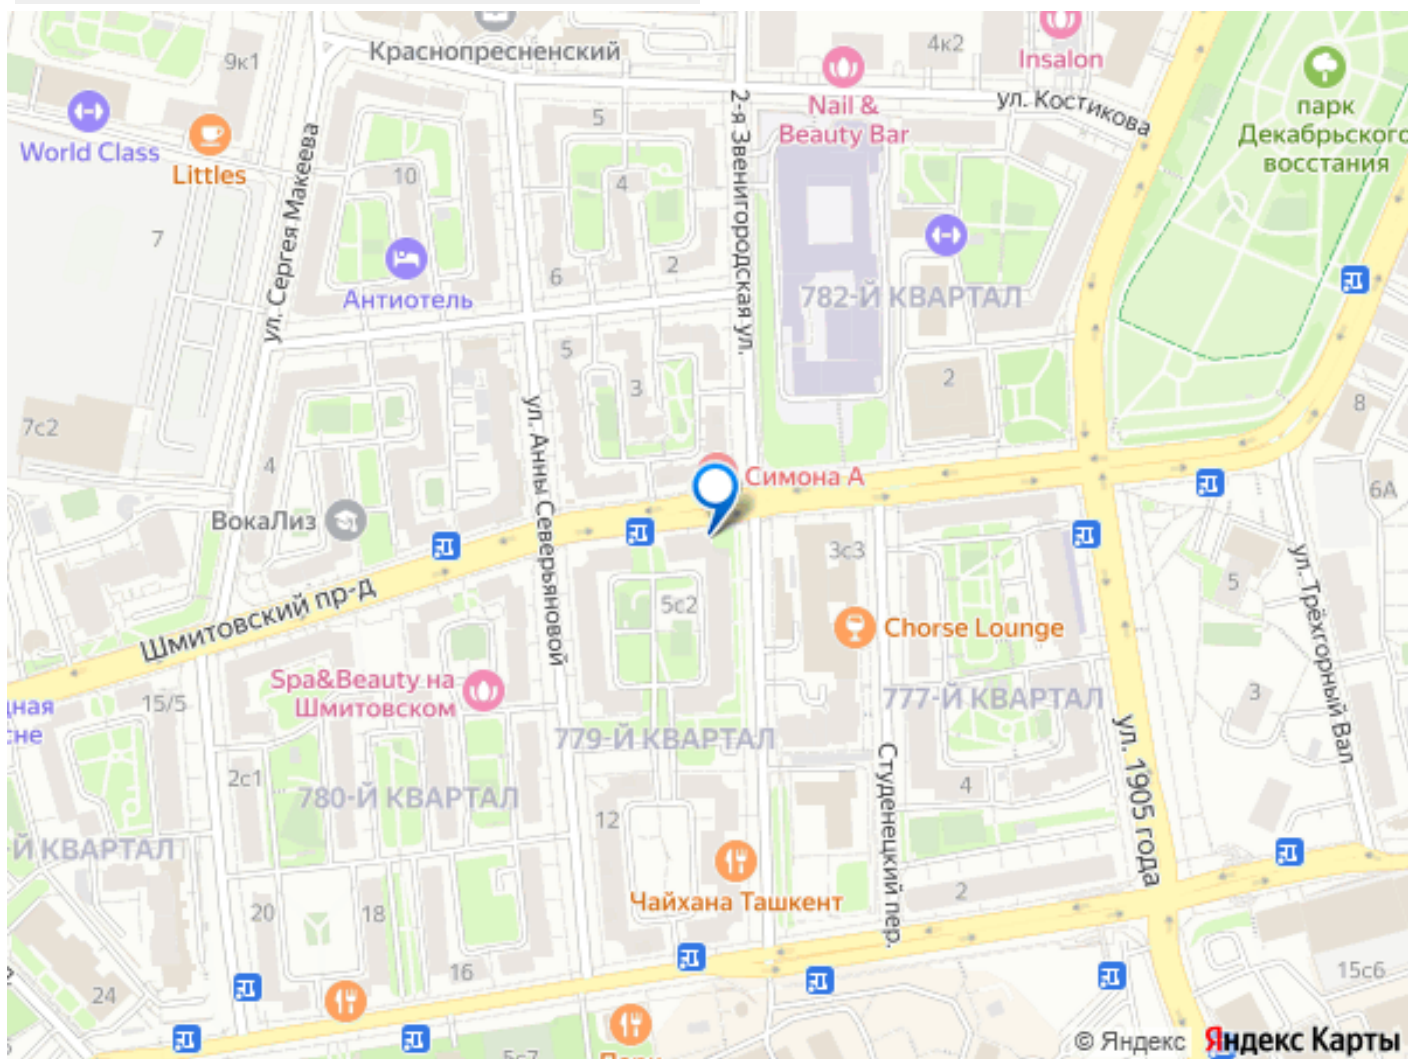 Краснопресненский
9к1
4к2
Insalon
World Class
Littles
Nail &
Beauty Bar
ул. Костикова
парк
Декабрьского
восстания
ул. Сергея Макеева
2-я Звенигородская ул.
5
10
4
7
6
2
Антиотель
782-Й КВАРТАЛ
5
3
2
8
7с2
4
ул. Анны Северьяновой
Симона А
6А
ВокаЛиз
3с3
5
ул. Трёхгорный Вал
Шмитовский пр-д
5с2
Chorse Lounge
Spa&Beauty на
Шмитовском
15/5
777-Й КВАРТАЛ
3
779-Й КВАРТАЛ
2с1
780-Й КВАРТАЛ
Студенецкий пер.
ул. 1905 года
4
12
Й КВАРТАЛ
Чайхана Ташкент
2
20
18
16
24
15с6
5с7
© Яндекс
Яндекс Карты